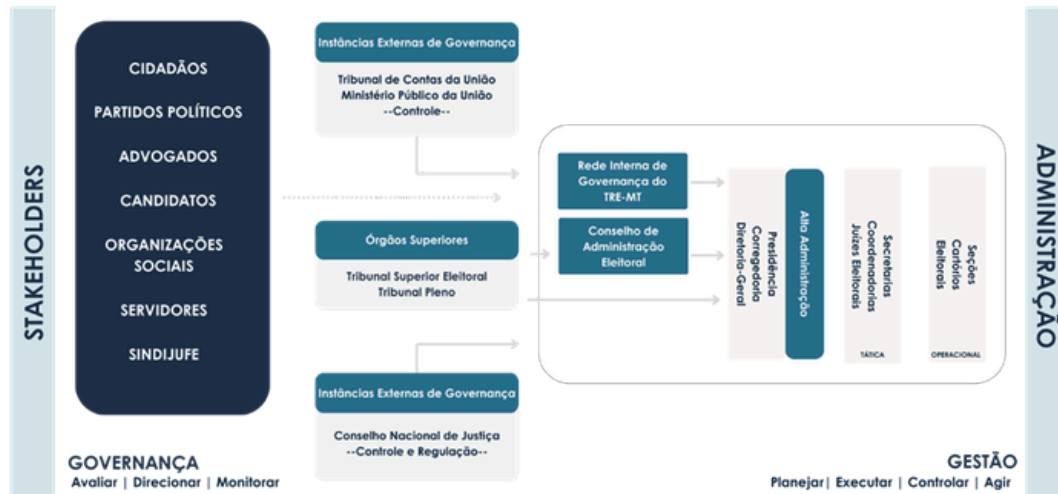 STAKEHOLDERS
CIDADÃOS
PARTIDOS POLÍTICOS
ADVOGADOS
CANDIDATOS
ORGANIZAÇÕES
SOCIAIS
SERVIDORES
SINDIJUFE
GOVERNANÇA
Avaliar | Direcionar | Monitorar
Instâncias Externas de Governança
Tribunal de Contas da União
Ministério Público da União
--Controle--
Órgãos Superiores
Tribunal Superior Eleitoral
Tribunal Pleno
Instâncias Externas de Governança
Conselho Nacional de Justiça
--Controle e Regulação--
Rede Interna de
Governança do
TRE-MT
Conselho de
Administração
Eleitoral
Presidência
Corregedoria
Diretoria-Geral
Alta Administração
Secretarias
Coordenadorias
Juízes Eleitorais
TÁTICA
Seções
Cartórios
Eleitorais
OPERACIONAL
GESTÃO
Planejar| Executar | Controlar | Agir
ADMINISTRAÇÃO